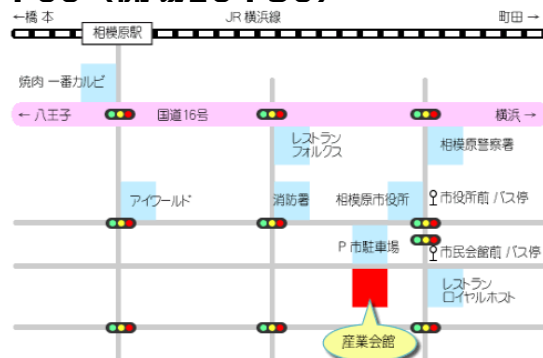 ←橋 本
JR 横浜線
町田 →
相模原駅
焼肉 一番カルビ
← 八王子
国道16号
横浜 →
レストラン
フォルクス
相模原警察署
アイワールド
消防署
相模原市役所
市役所前 バス停
P 市駐車場
市民会館前 バス停
レストラン
ロイヤルホスト
産業会館